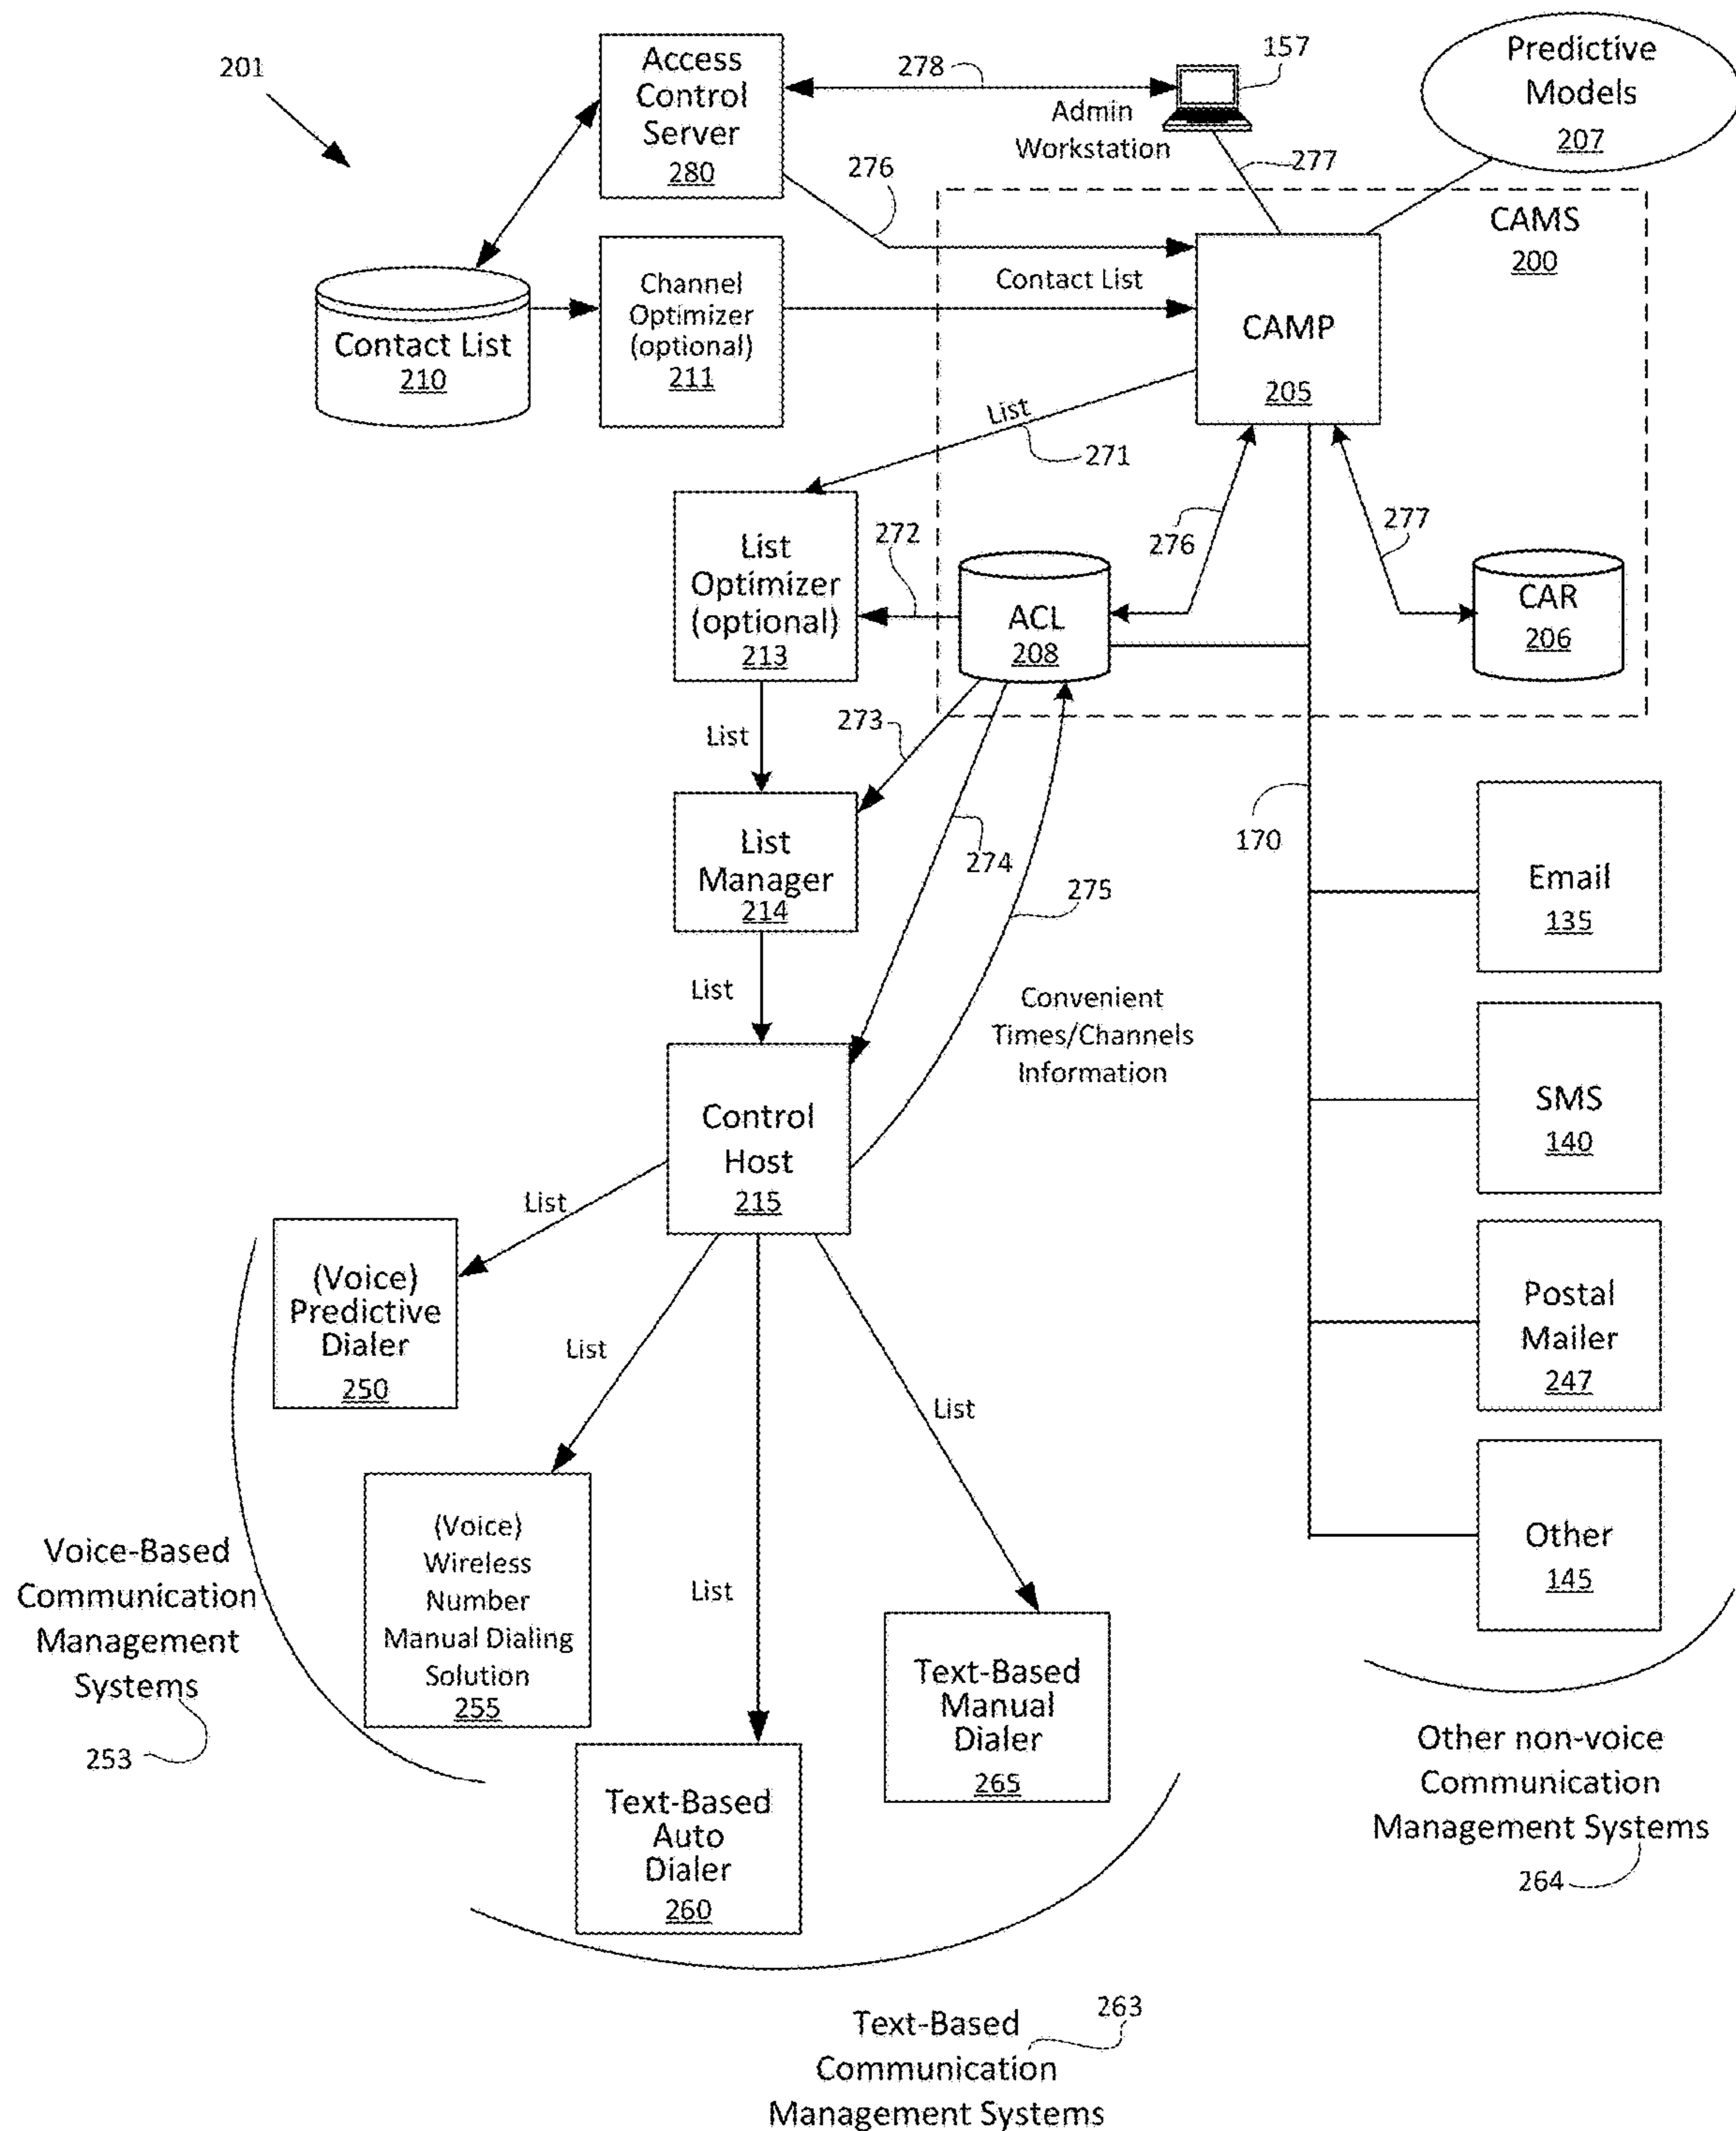 201
Access
Control
Server
280
278
157
Admin
Workstation
277
Predictive
Models
207
276
CAMS
200
Contact List
210
Channel
Optimizer
(optional)
211
Contact List
CAMP
205
List
271
List
Optimizer
(optional)
213
272
276
277
ACL
208
CAR
206
List
273
170
List
Manager
214
274
275
Email
135
List
Convenient
Times/Channels
Information
SMS
140
Control
Host
215
List
(Voice)
Predictive
Dialer
250
List
List
Postal
Mailer
247
(Voice)
Wireless
Number
Manual Dialing
Solution
255
List
Other
145
Voice-Based
Communication
Management
Systems
253
Text-Based
Manual
Dialer
265
Text-Based
Auto
Dialer
260
Other non-voice
Communication
Management Systems
264
263
Text-Based
Communication
Management Systems